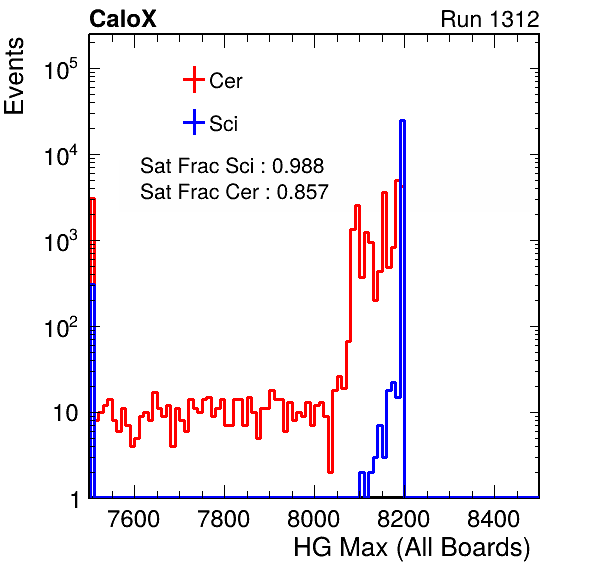 CaloX Run 1312
Events
Cer
Sci
Sat Frac Sci : 0.988
Sat Frac Cer : 0.857
10^5
10^4
10^3
10^2
10
1
7600 7800 8000 8200 8400
HG Max (All Boards)